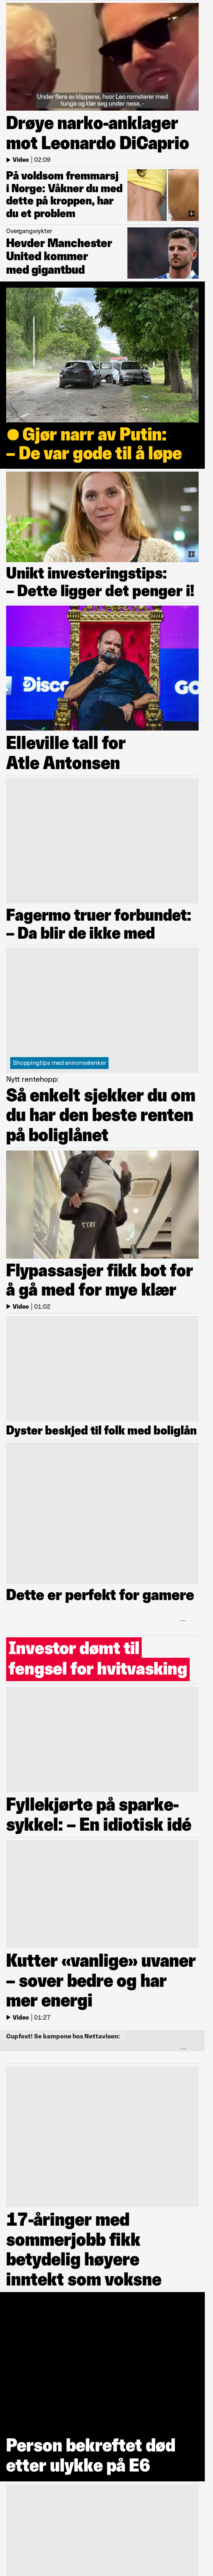 Under flere av klippene, hvor Leo romsterer med
tunga og klør seg under nesa, -
Drøye narko-anklager
mot Leonardo DiCaprio
Video | 02:09
På voldsom fremmarsj
i Norge: Våkner du med
dette på kroppen, har
du et problem
Overgangsrykter
Hevder Manchester
United kommer
med gigantbud
Gjør narr av Putin:
– De var gode til å løpe
Unikt investeringstips:
– Dette ligger det penger i!
Disco
GO
Elleville tall for
Atle Antonsen
Fagermo truer forbundet:
– Da blir de ikke med
Shoppingtips med annonselenker
Nytt rentehopp:
Så enkelt sjekker du om
du har den beste renten
på boliglånet
1877
Flypassasjer fikk bot for
å gå med for mye klær
Video | 01:02
Dyster beskjed til folk med boliglån
Dette er perfekt for gamere
Investor dømt til
fengsel for hvitvasking
Fyllekjørte på sparke-
sykkel: – En idiotisk idé
Kutter «vanlige» uvaner
– sover bedre og har
mer energi
Video | 01:27
Cupfest! Se kampene hos Nettavisen:
17-åringer med
sommerjobb fikk
betydelig høyere
inntekt som voksne
Person bekreftet død
etter ulykke på E6